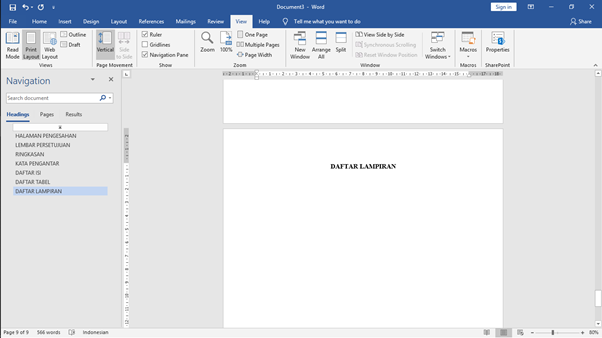 Document3 - Word
Sign in
File Home Insert Design Layout References Mailings Review View Help Tell me what you want to do Share
Read Mode
Print Layout
Web Layout
Outline
Draft
Views
Vertical
Side to Side
Page Movement
Ruler
Gridlines
Navigation Pane
Show
Zoom
100%
One Page
Multiple Pages
Page Width
Zoom
New Window
Arrange All
Split
View Side by Side
Synchronous Scrolling
Reset Window Position
Window
Switch Windows
Macros
Macros
Properties
SharePoint
Navigation
Search document
Headings Pages Results
HALAMAN PENGESAHAN
LEMBAR PERSETUJUAN
RINGKASAN
KATA PENGANTAR
DAFTAR ISI
DAFTAR TABEL
DAFTAR LAMPIRAN
DAFTAR LAMPIRAN
Page 9 of 9 566 words Indonesian 80%